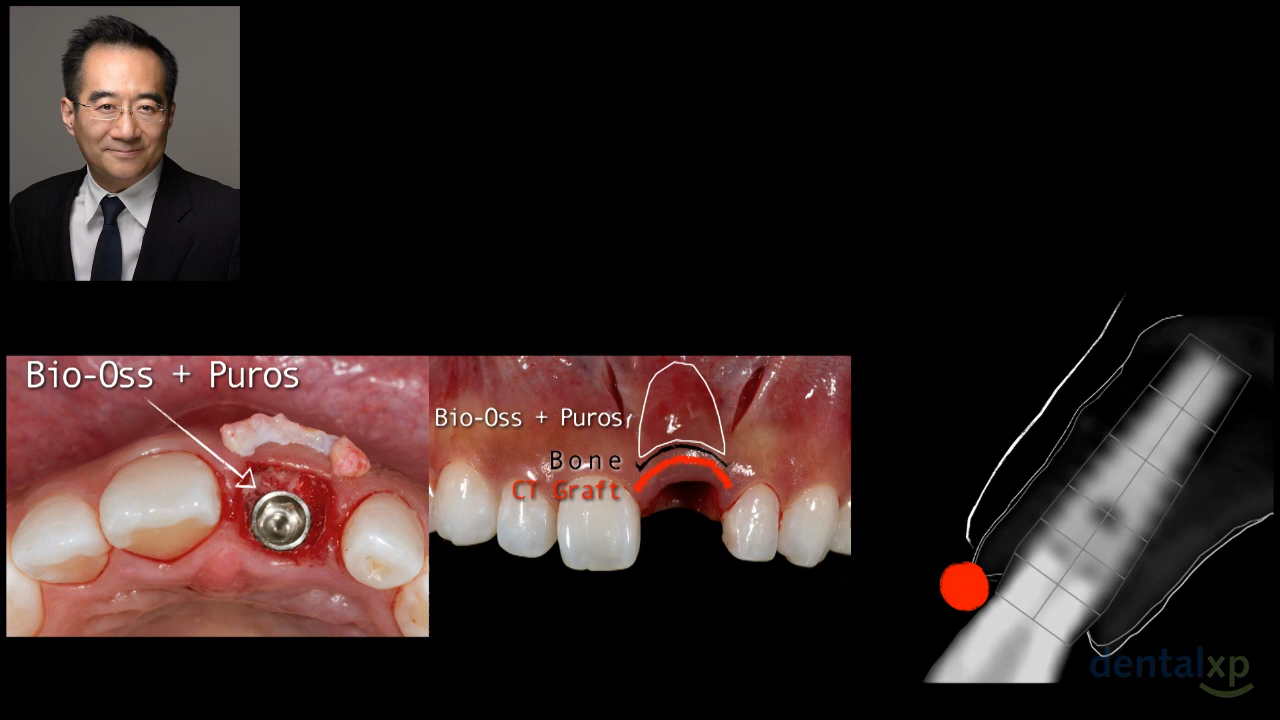 Bio-Oss + Puros
Bio-Oss + Puros
Bone
CT Graft
dentalxp